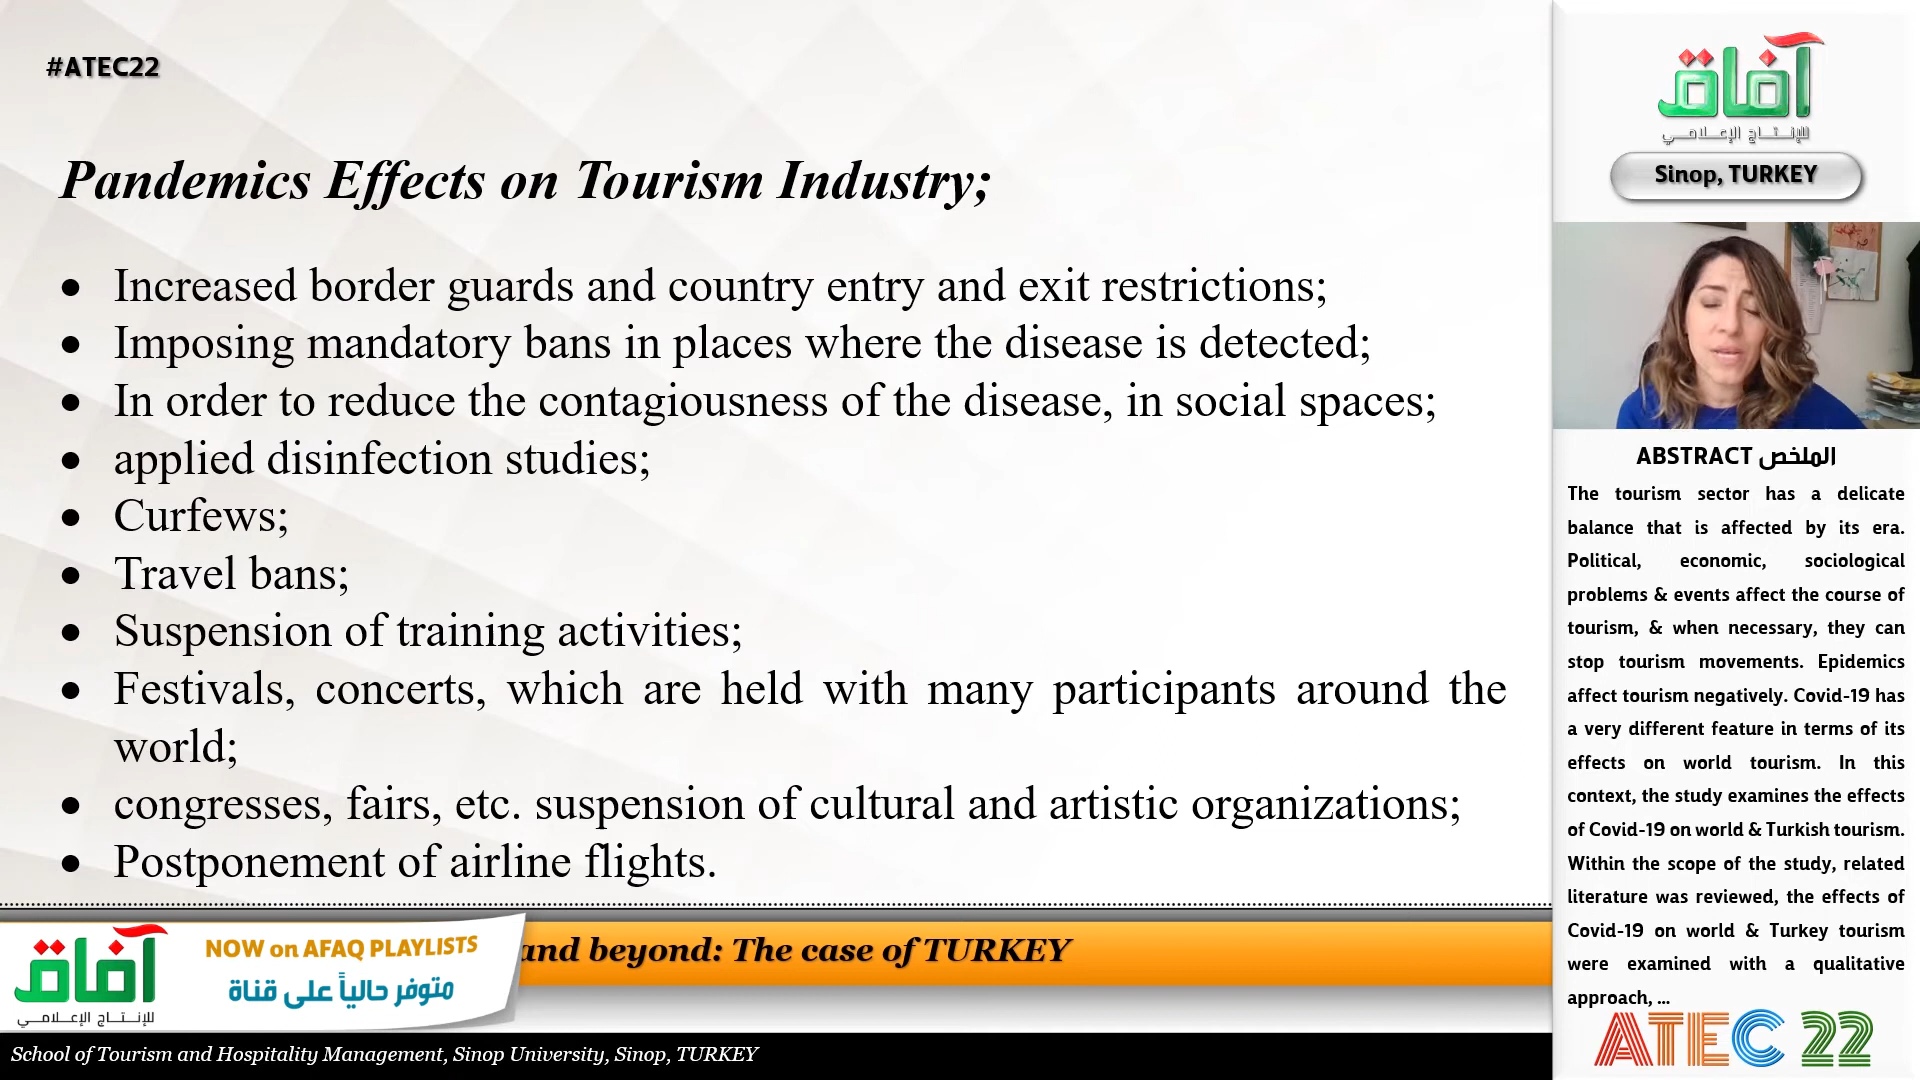 #ATEC22
Pandemics Effects on Tourism Industry;
• Increased border guards and country entry and exit restrictions;
• Imposing mandatory bans in places where the disease is detected;
• In order to reduce the contagiousness of the disease, in social spaces;
• applied disinfection studies;
• Curfews;
• Travel bans;
• Suspension of training activities;
• Festivals, concerts, which are held with many participants around the
world;
• congresses, fairs, etc. suspension of cultural and artistic organizations;
• Postponement of airline flights.
آفاق
للإنتاج الإعلامي
NOW on AFAQ PLAYLISTS
متوفر حالياً على قناة
and beyond: The case of TURKEY
School of Tourism and Hospitality Management, Sinop University, Sinop, TURKEY
آفاق
للإنتاج الإعلامي
Sinop, TURKEY
ABSTRACT الملخص
The tourism sector has a delicate
balance that is affected by its era.
Political, economic, sociological
problems & events affect the course of
tourism, & when necessary, they can
stop tourism movements. Epidemics
affect tourism negatively. Covid-19 has
a very different feature in terms of its
effects on world tourism. In this
context, the study examines the effects
of Covid-19 on world & Turkish tourism.
Within the scope of the study, related
literature was reviewed, the effects of
Covid-19 on world & Turkey tourism
were examined with a qualitative
approach, ...
ATEC 22